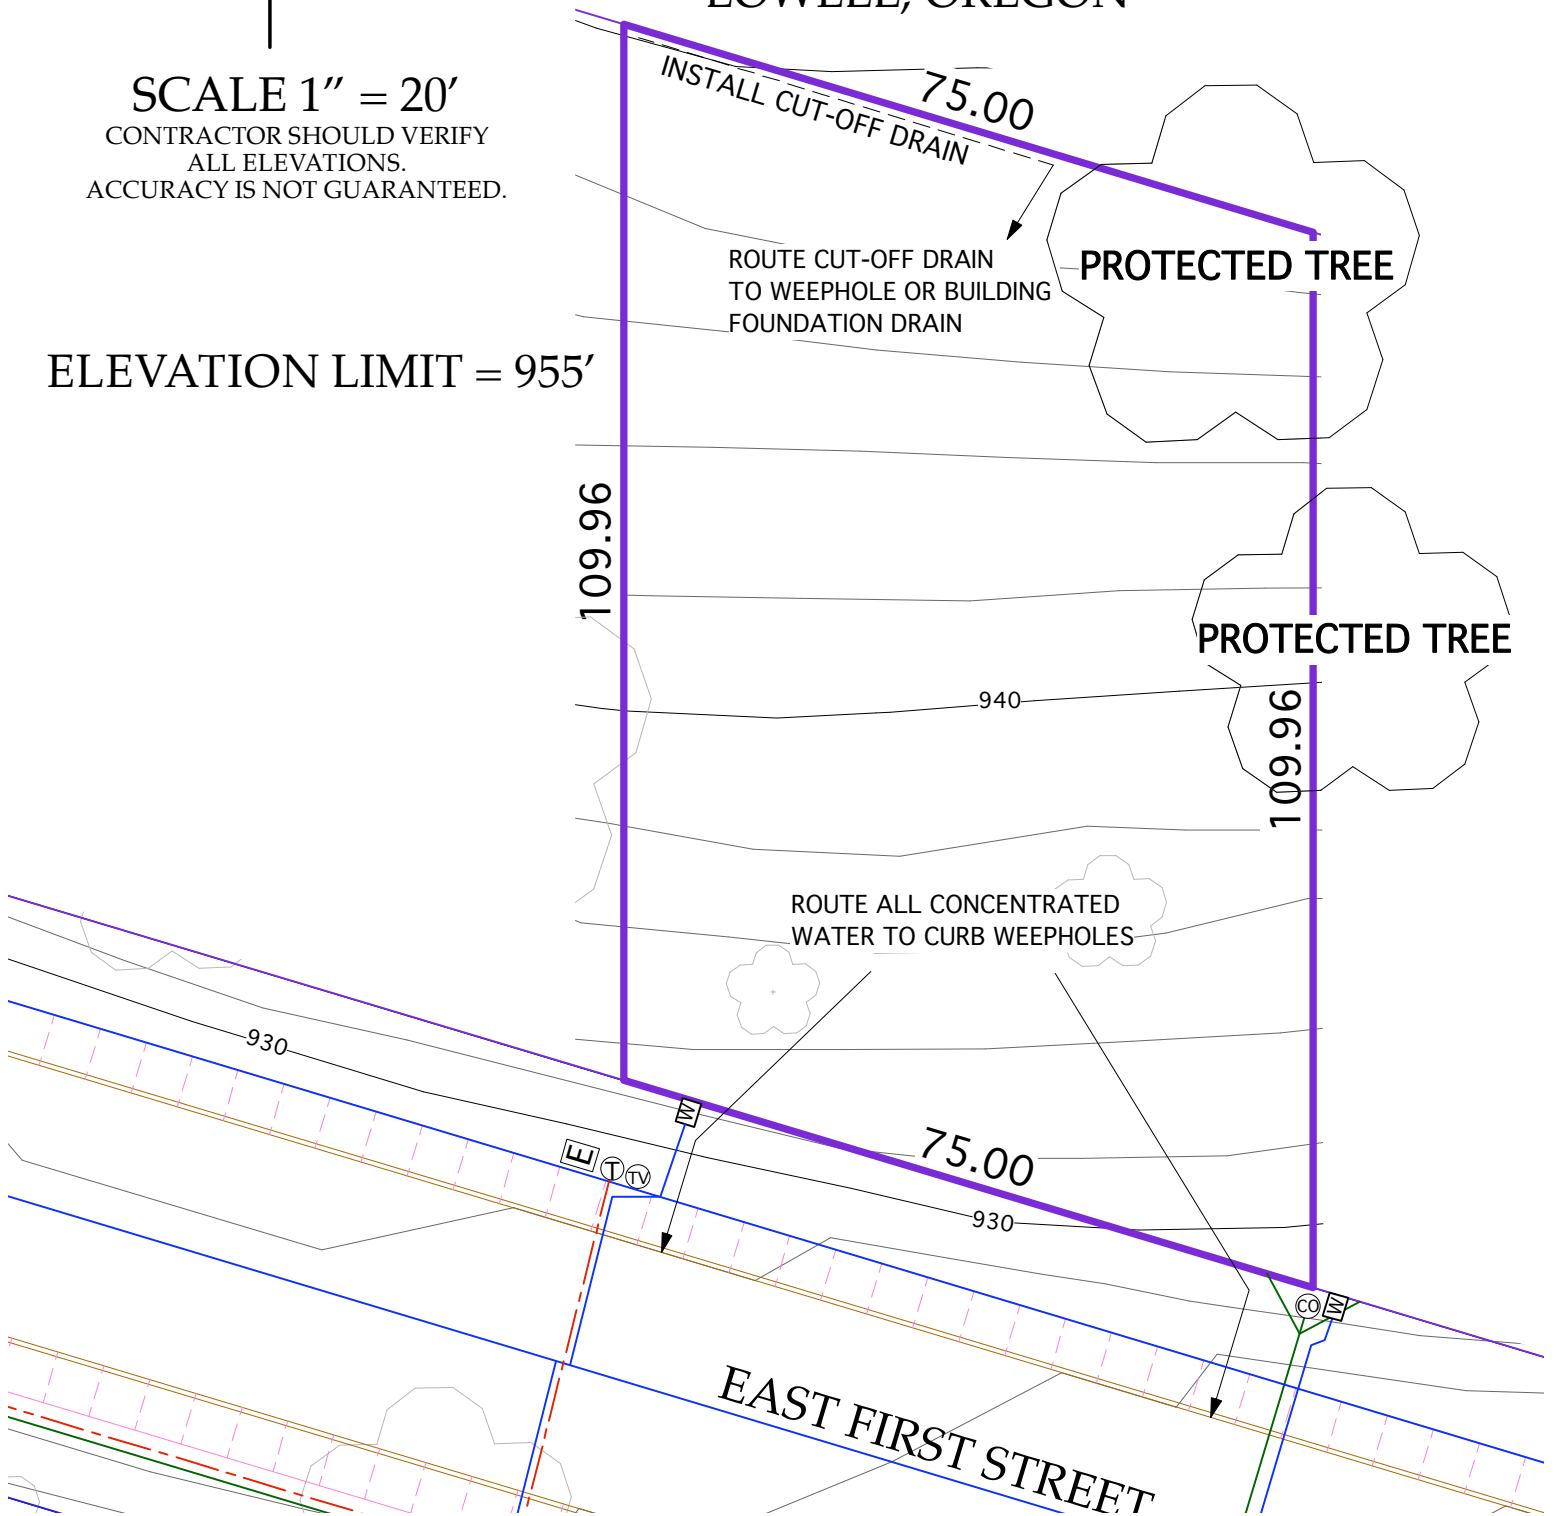 LOWELL, OREGON
SCALE 1″ = 20′
CONTRACTOR SHOULD VERIFY
ALL ELEVATIONS.
ACCURACY IS NOT GUARANTEED.
INSTALL CUT-OFF DRAIN
75.00
PROTECTED TREE
ROUTE CUT-OFF DRAIN
TO WEEPHOLE OR BUILDING
FOUNDATION DRAIN
ELEVATION LIMIT = 955′
109.96
PROTECTED TREE
940
109.96
ROUTE ALL CONCENTRATED
WATER TO CURB WEEPHOLES
930
W
E
T
TV
75.00
930
CO
W
EAST FIRST STREET